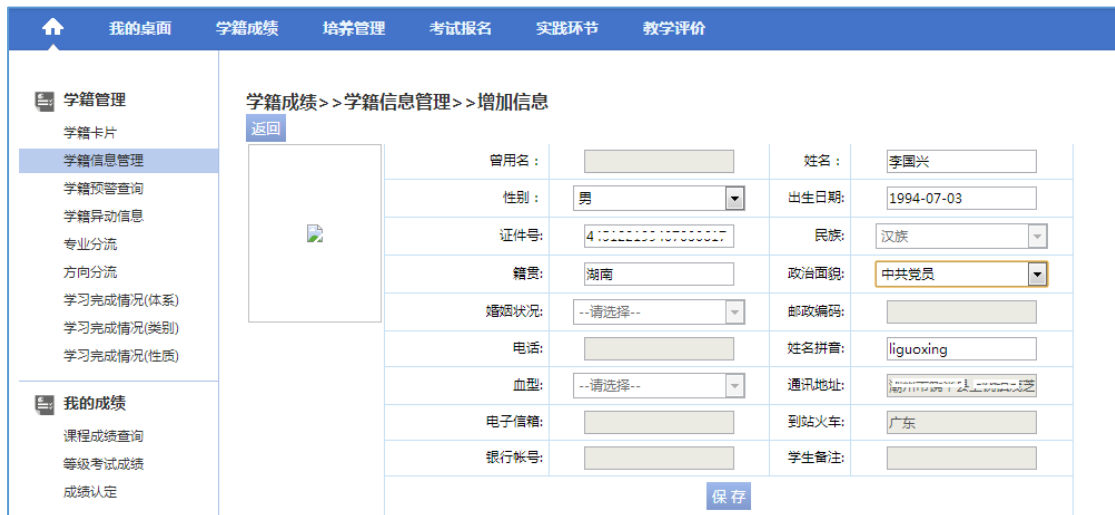 我的桌面 学籍成绩 培养管理 考试报名 实践环节 教学评价
学籍管理
学籍卡片
学籍信息管理
学籍预警查询
学籍异动信息
专业分流
方向分流
学习完成情况(体系)
学习完成情况(类别)
学习完成情况(性质)
我的成绩
课程成绩查询
等级考试成绩
成绩认定
学籍成绩>>学籍信息管理>>增加信息
返回
曾用名： 姓名： 李国兴
性别： 男 出生日期: 1994-07-03
证件号: 民族: 汉族
籍贯: 湖南 政治面貌: 中共党员
婚姻状况: --请选择-- 邮政编码:
电话: 姓名拼音: liguoxing
血型: --请选择-- 通讯地址:
电子信箱: 到站火车: 广东
银行帐号: 学生备注:
保存